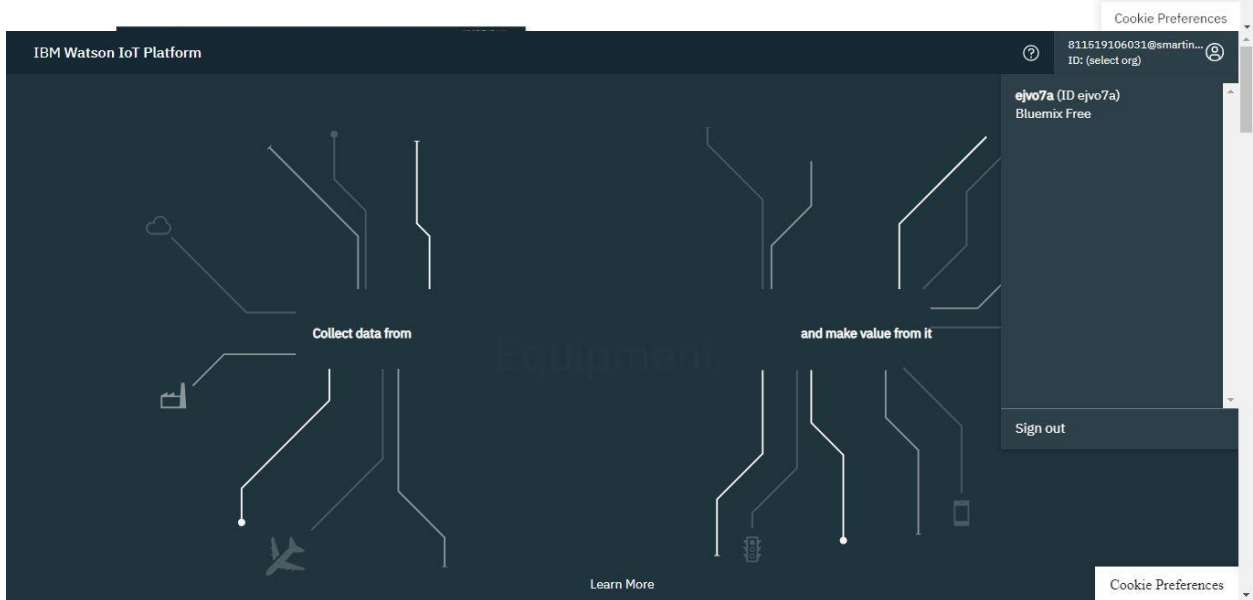 Cookie Preferences
IBM Watson IoT Platform
811519106031@smartin...
ID: (select org)
ejvo7a (ID ejvo7a)
Bluemix Free
Collect data from
Equipment
and make value from it
Sign out
Learn More
Cookie Preferences